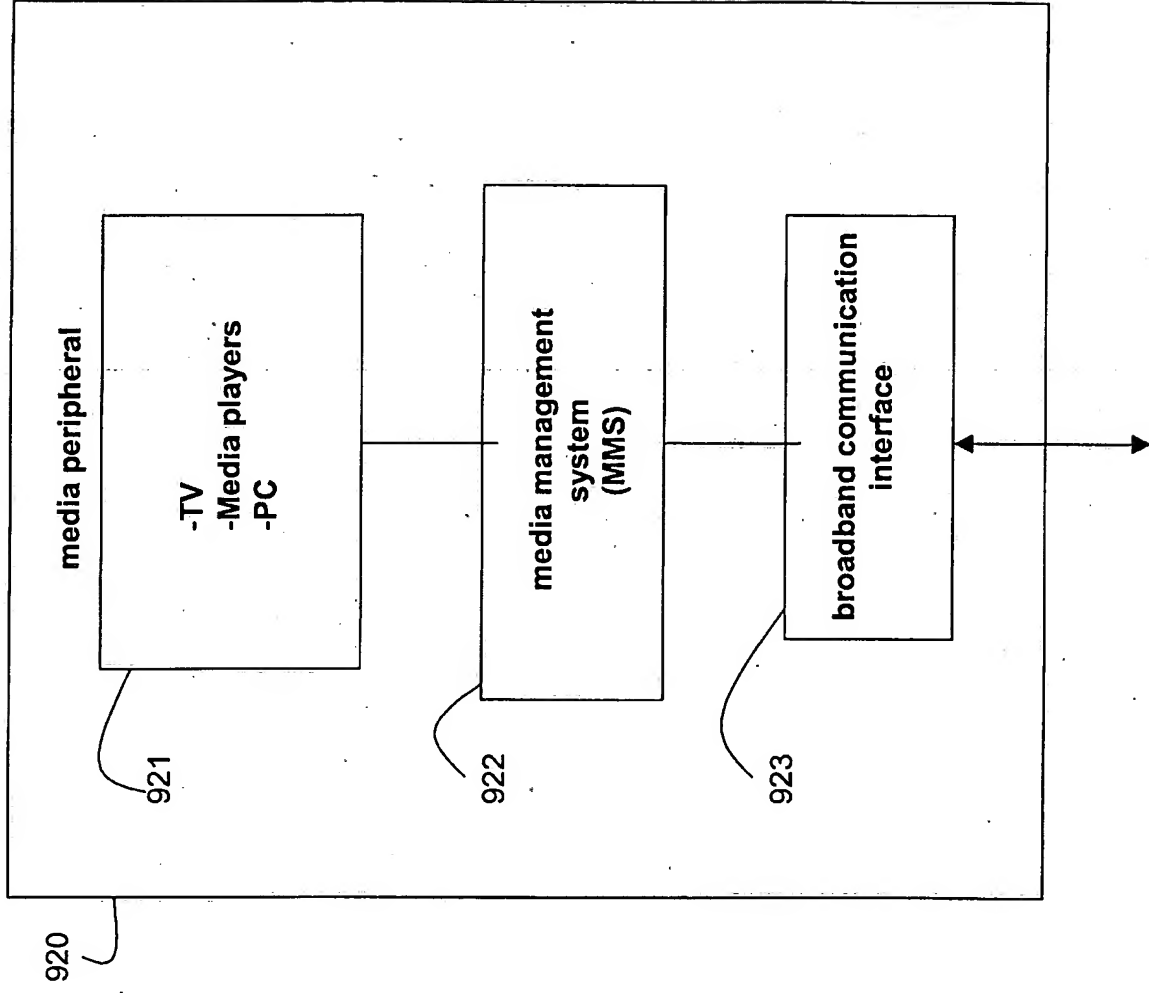 media peripheral
-TV
-Media players
-PC
921
media management
system
(MMS)
922
broadband communication
interface
923
920